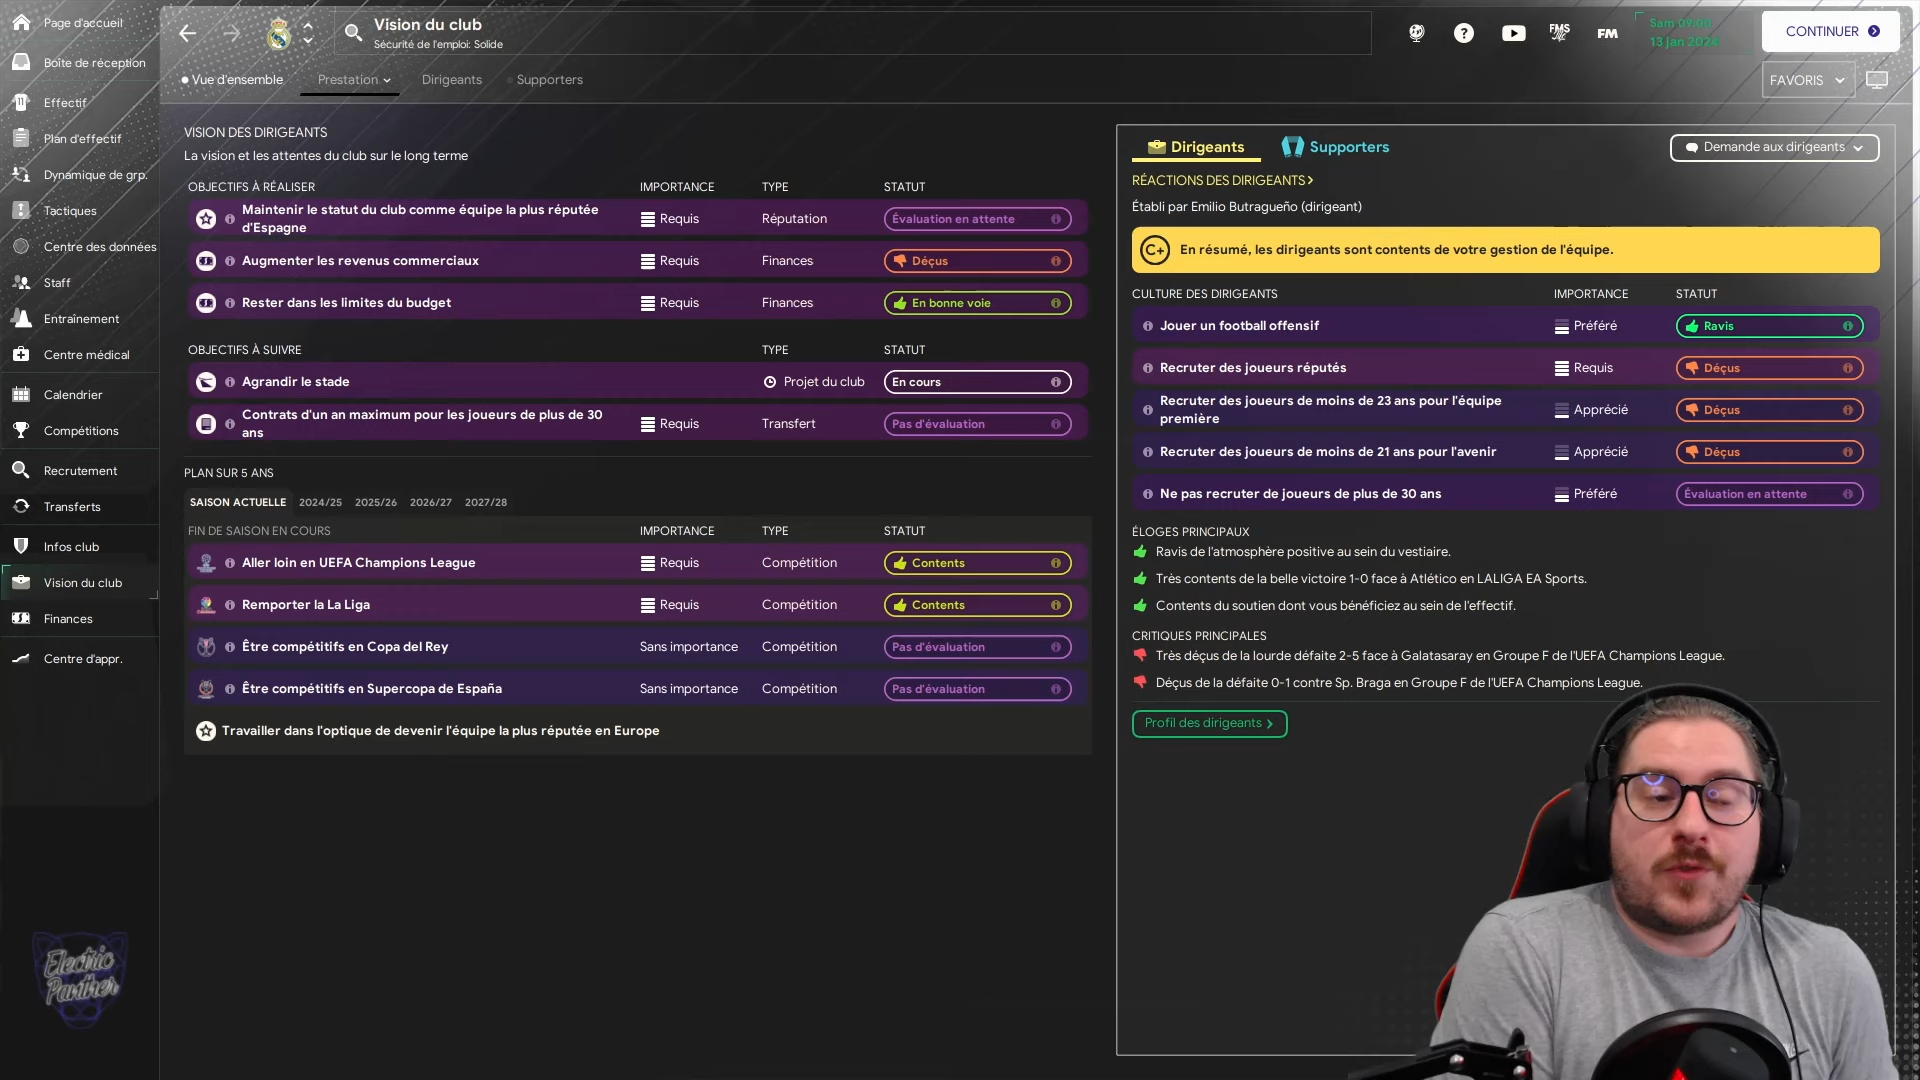 Page d'accueil
Boîte de réception
Effectif
Plan d'effectif
Dynamique de grp.
Tactiques
Centre des données
Staff
Entraînement
Centre médical
Calendrier
Compétitions
Recrutement
Transferts
Infos club
Vision du club
Finances
Centre d'appr.
Electric
Panther
Vision du club
Sécurité de l'emploi: Solide
FMS
FM
Sam 09:00
13 jan 2024
CONTINUER
Vue d'ensemble
Prestation
Dirigeants
Supporters
FAVORIS
VISION DES DIRIGEANTS
La vision et les attentes du club sur le long terme
OBJECTIFS À RÉALISER IMPORTANCE TYPE STATUT
Maintenir le statut du club comme équipe la plus réputée
d'Espagne
Requis Réputation Évaluation en attente
Augmenter les revenus commerciaux Requis Finances Déçus
Rester dans les limites du budget Requis Finances En bonne voie
OBJECTIFS À SUIVRE TYPE STATUT
Agrandir le stade Projet du club En cours
Contrats d'un an maximum pour les joueurs de plus de 30
ans
Requis Transfert Pas d'évaluation
PLAN SUR 5 ANS
SAISON ACTUELLE 2024/25 2025/26 2026/27 2027/28
FIN DE SAISON EN COURS IMPORTANCE TYPE STATUT
Aller loin en UEFA Champions League Requis Compétition Contents
Remporter la La Liga Requis Compétition Contents
Être compétitifs en Copa del Rey Sans importance Compétition Pas d'évaluation
Être compétitifs en Supercopa de España Sans importance Compétition Pas d'évaluation
Travailler dans l'optique de devenir l'équipe la plus réputée en Europe
Dirigeants Supporters Demande aux dirigeants
RÉACTIONS DES DIRIGEANTS
Établi par Emilio Butragueño (dirigeant)
C+ En résumé, les dirigeants sont contents de votre gestion de l'équipe.
CULTURE DES DIRIGEANTS IMPORTANCE STATUT
Jouer un football offensif Préféré Ravis
Recruter des joueurs réputés Requis Déçus
Recruter des joueurs de moins de 23 ans pour l'équipe
première
Apprécié Déçus
Recruter des joueurs de moins de 21 ans pour l'avenir Apprécié Déçus
Ne pas recruter de joueurs de plus de 30 ans Préféré Évaluation en attente
ÉLOGES PRINCIPAUX
Ravis de l'atmosphère positive au sein du vestiaire.
Très contents de la belle victoire 1-0 face à Atlético en LALIGA EA Sports.
Contents du soutien dont vous bénéficiez au sein de l'effectif.
CRITIQUES PRINCIPALES
Très déçus de la lourde défaite 2-5 face à Galatasaray en Groupe F de l'UEFA Champions League.
Déçus de la défaite 0-1 contre Sp. Braga en Groupe F de l'UEFA Champions League.
Profil des dirigeants